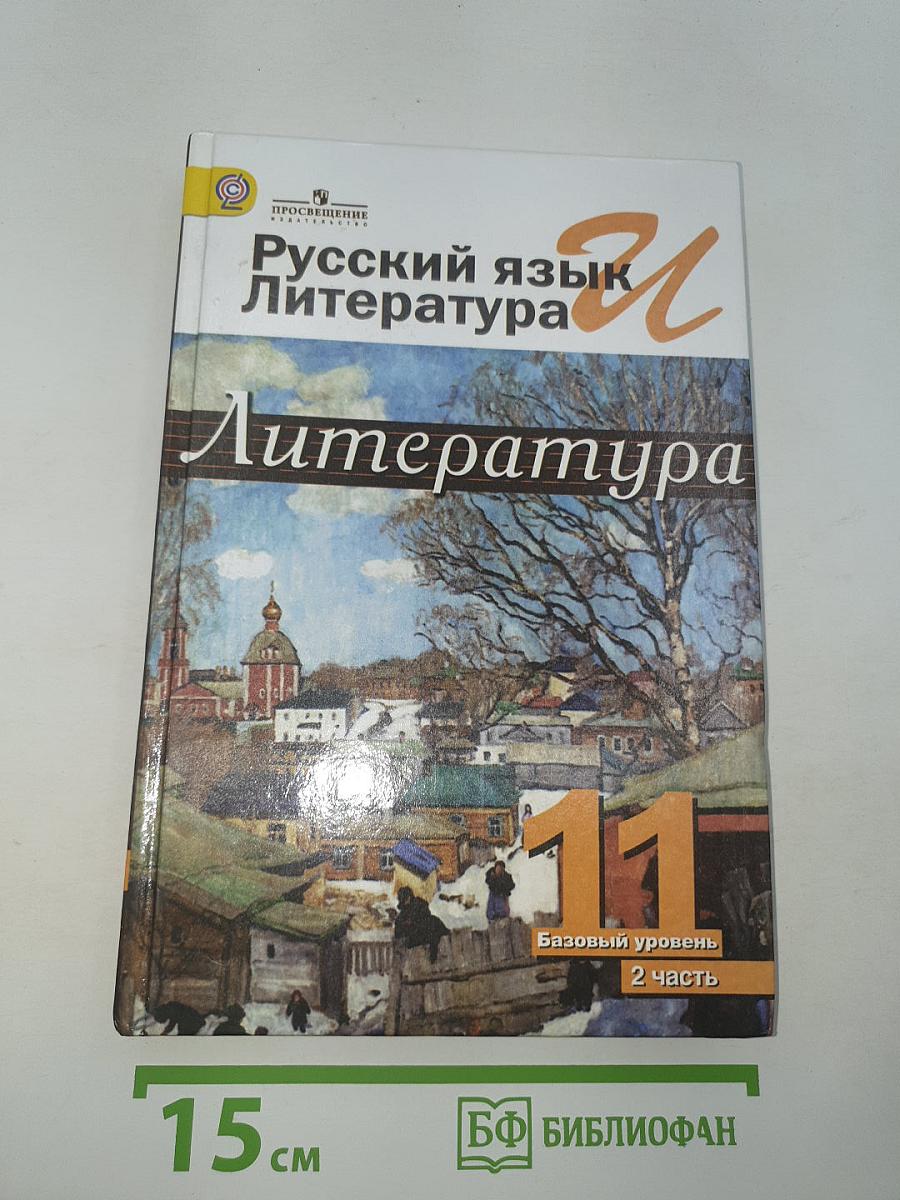 ПРОСВЕЩЕНИЕ
ИЗДАТЕЛЬСТВО
Русский язык И
Литература
Литература
11
Базовый уровень
2 часть
15 см
БФ БИБЛИОФАН